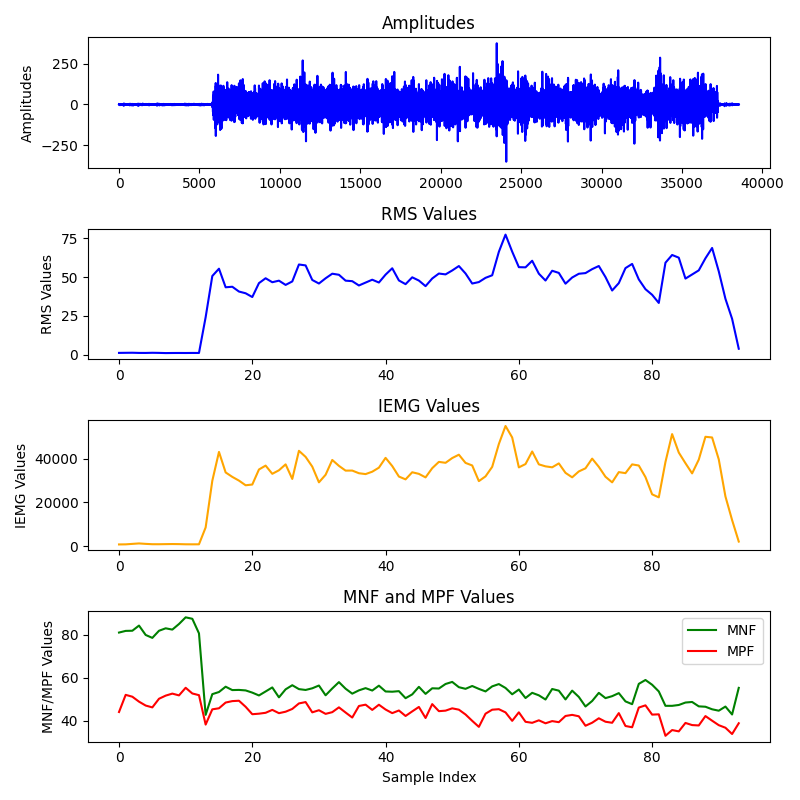 Amplitudes
Amplitudes
250
0
−250
0 5000 10000 15000 20000 25000 30000 35000 40000
RMS Values
RMS Values
75
50
25
0
0 20 40 60 80
IEMG Values
IEMG Values
40000
20000
0
0 20 40 60 80
MNF and MPF Values
MNF/MPF Values
80
60
40
MNF
MPF
0 20 40 60 80
Sample Index